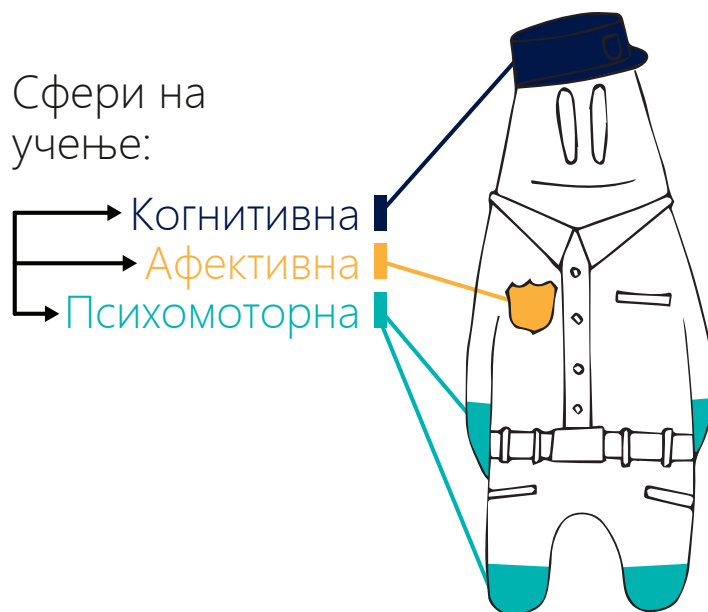 Сфери на
учење:
Когнитивна
Афективна
Психомоторна